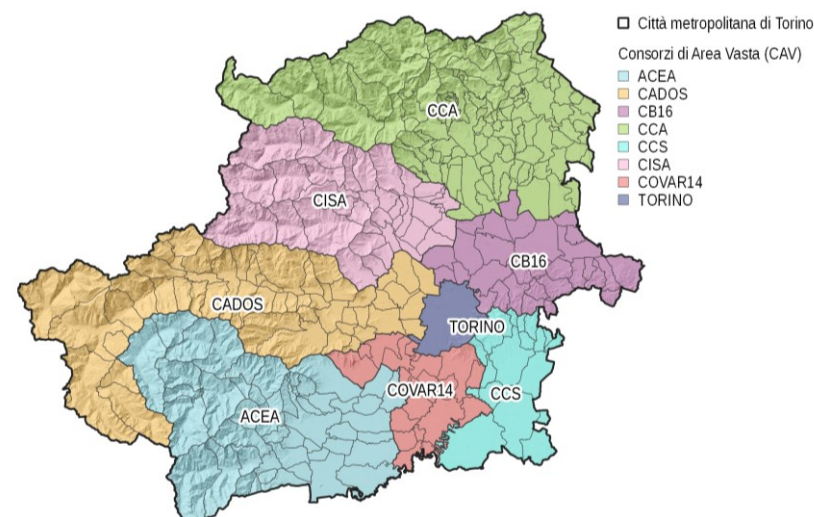 Città metropolitana di Torino
Consorzi di Area Vasta (CAV)
ACEA
CADOS
CB16
CCA
CCS
CISA
COVAR14
TORINO
CCA
CISA
CB16
CADOS
TORINO
COVAR14
CCS
ACEA